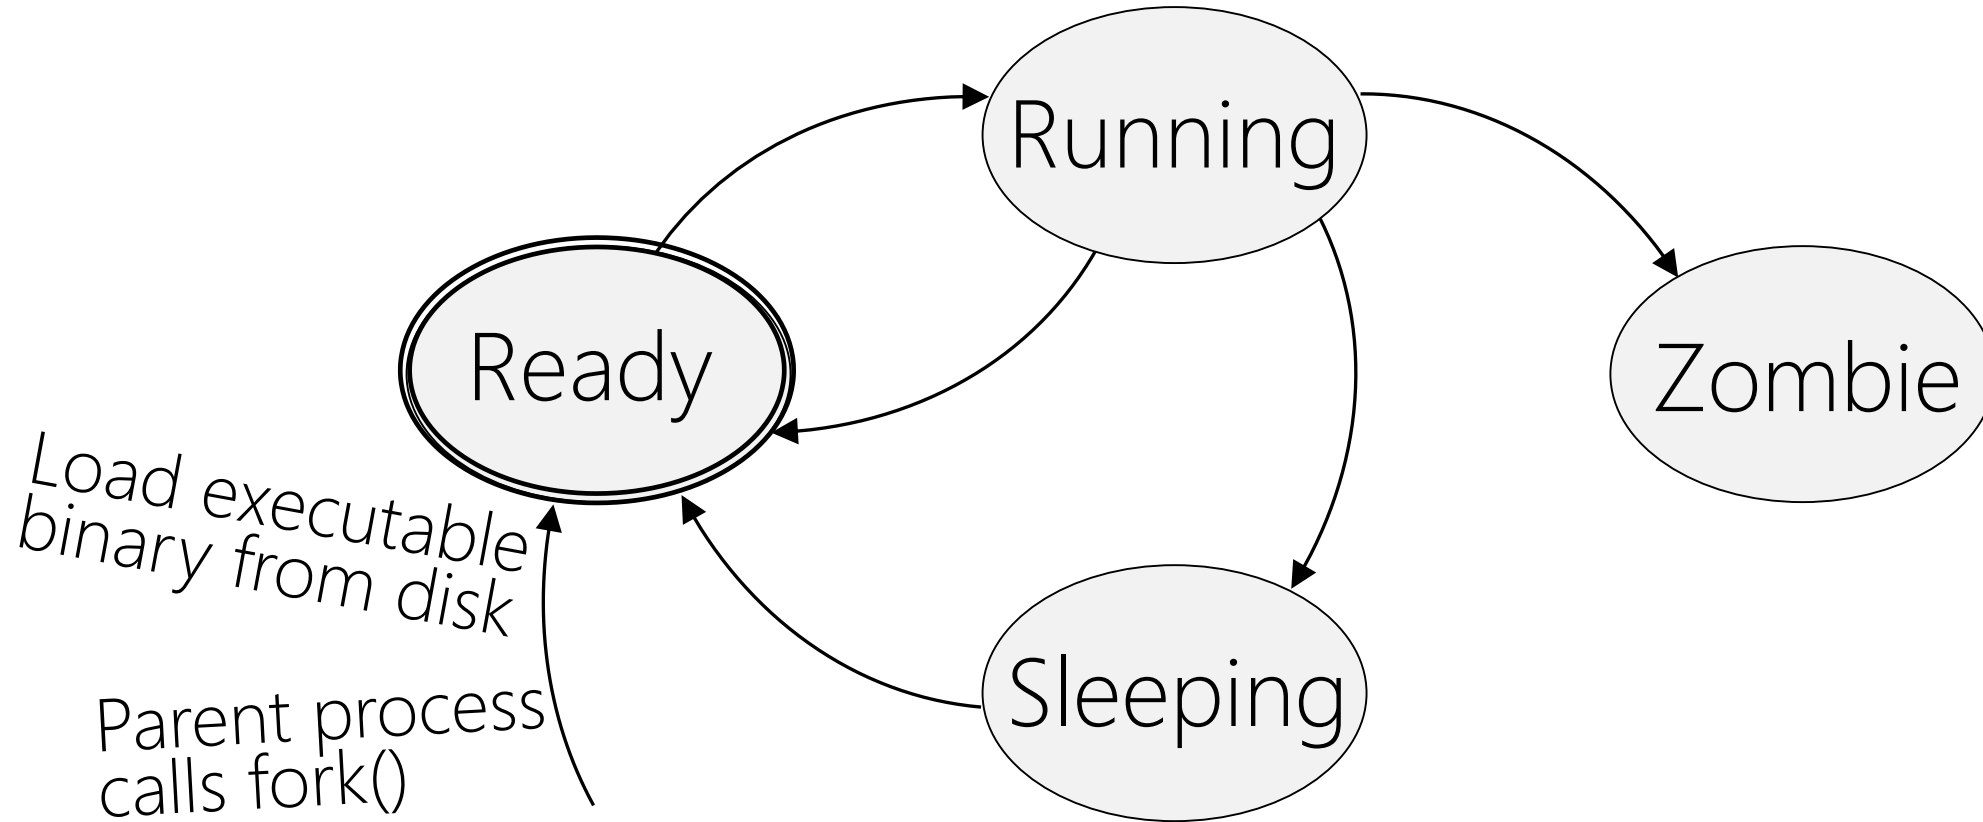 Running
Ready
Zombie
Load executable
binary from disk
Sleeping
Parent process
calls fork()